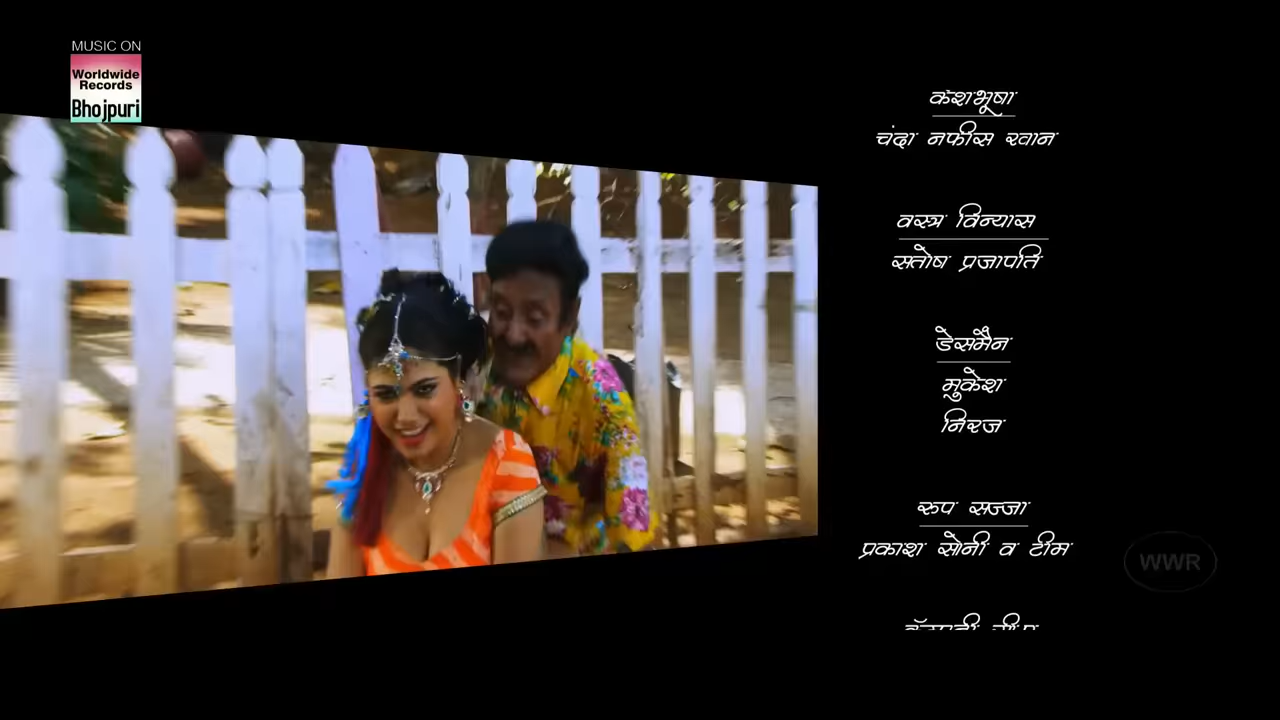 MUSIC ON
Worldwide
Records
Bhojpuri
केशभूषा
चंदा नफीस खान
वस्त्र विन्यास
संतोष प्रजापति
ड्रेसमैन
मुकेश
निरज
रुप सज्जा
प्रकाश सोनी व टीम
WWR